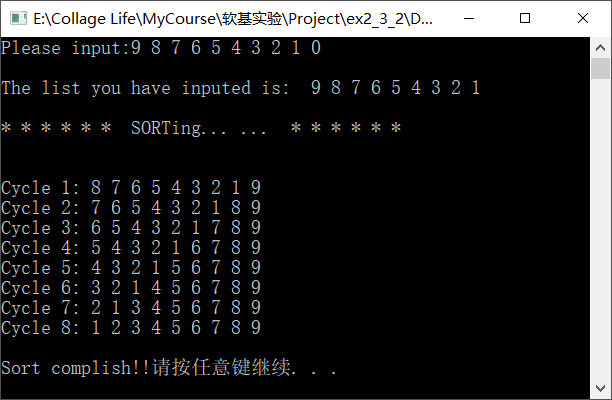 E:\Collage Life\MyCourse\软基实验\Project\ex2_3_2\D...
Please input:9 8 7 6 5 4 3 2 1 0
The list you have inputed is:  9 8 7 6 5 4 3 2 1
* * * * * *  SORTing... ...  * * * * * *
Cycle 1: 8 7 6 5 4 3 2 1 9
Cycle 2: 7 6 5 4 3 2 1 8 9
Cycle 3: 6 5 4 3 2 1 7 8 9
Cycle 4: 5 4 3 2 1 6 7 8 9
Cycle 5: 4 3 2 1 5 6 7 8 9
Cycle 6: 3 2 1 4 5 6 7 8 9
Cycle 7: 2 1 3 4 5 6 7 8 9
Cycle 8: 1 2 3 4 5 6 7 8 9
Sort complish!!请按任意键继续. . .